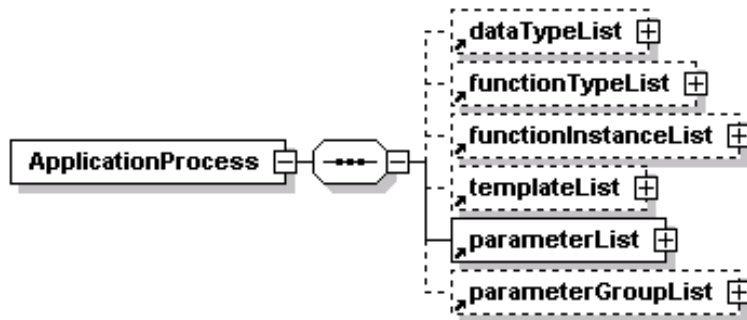 dataTypeList
functionTypeList
functionInstanceList
ApplicationProcess
templateList
parameterList
parameterGroupList